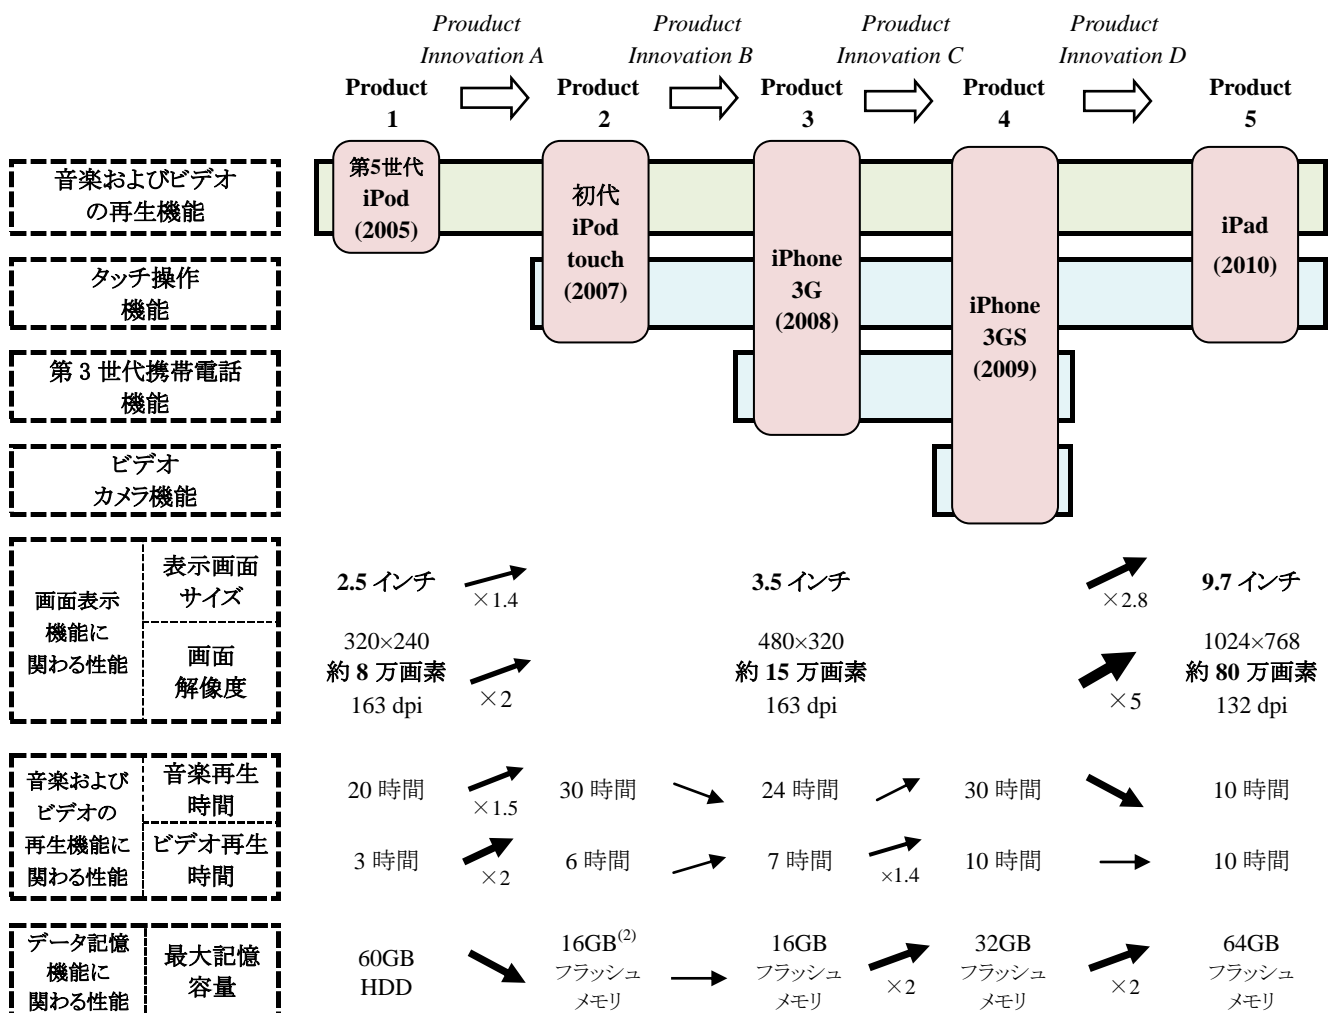 Prouduct
Innovation A
Prouduct
Innovation B
Prouduct
Innovation C
Prouduct
Innovation D
Product
1
Product
2
Product
3
Product
4
Product
5
音楽およびビデオ
の再生機能
第5世代
iPod
(2005)
初代
iPod
touch
(2007)
iPhone
3G
(2008)
iPhone
3GS
(2009)
iPad
(2010)
タッチ操作
機能
第3世代携帯電話
機能
ビデオ
カメラ機能
画面表示
機能に
関わる性能
表示画面
サイズ
2.5 インチ
×1.4
3.5 インチ
×2.8
9.7 インチ
画面
解像度
320×240
約 8 万画素
163 dpi
×2
480×320
約 15 万画素
163 dpi
×5
1024×768
約 80 万画素
132 dpi
音楽および
ビデオの
再生機能に
関わる性能
音楽再生
時間
20 時間
×1.5
30 時間
24 時間
30 時間
10 時間
ビデオ再生
時間
3 時間
×2
6 時間
7 時間
×1.4
10 時間
10 時間
データ記憶
機能に
関わる性能
最大記憶
容量
60GB
HDD
16GB(2)
フラッシュ
メモリ
16GB
フラッシュ
メモリ
×2
32GB
フラッシュ
メモリ
×2
64GB
フラッシュ
メモリ